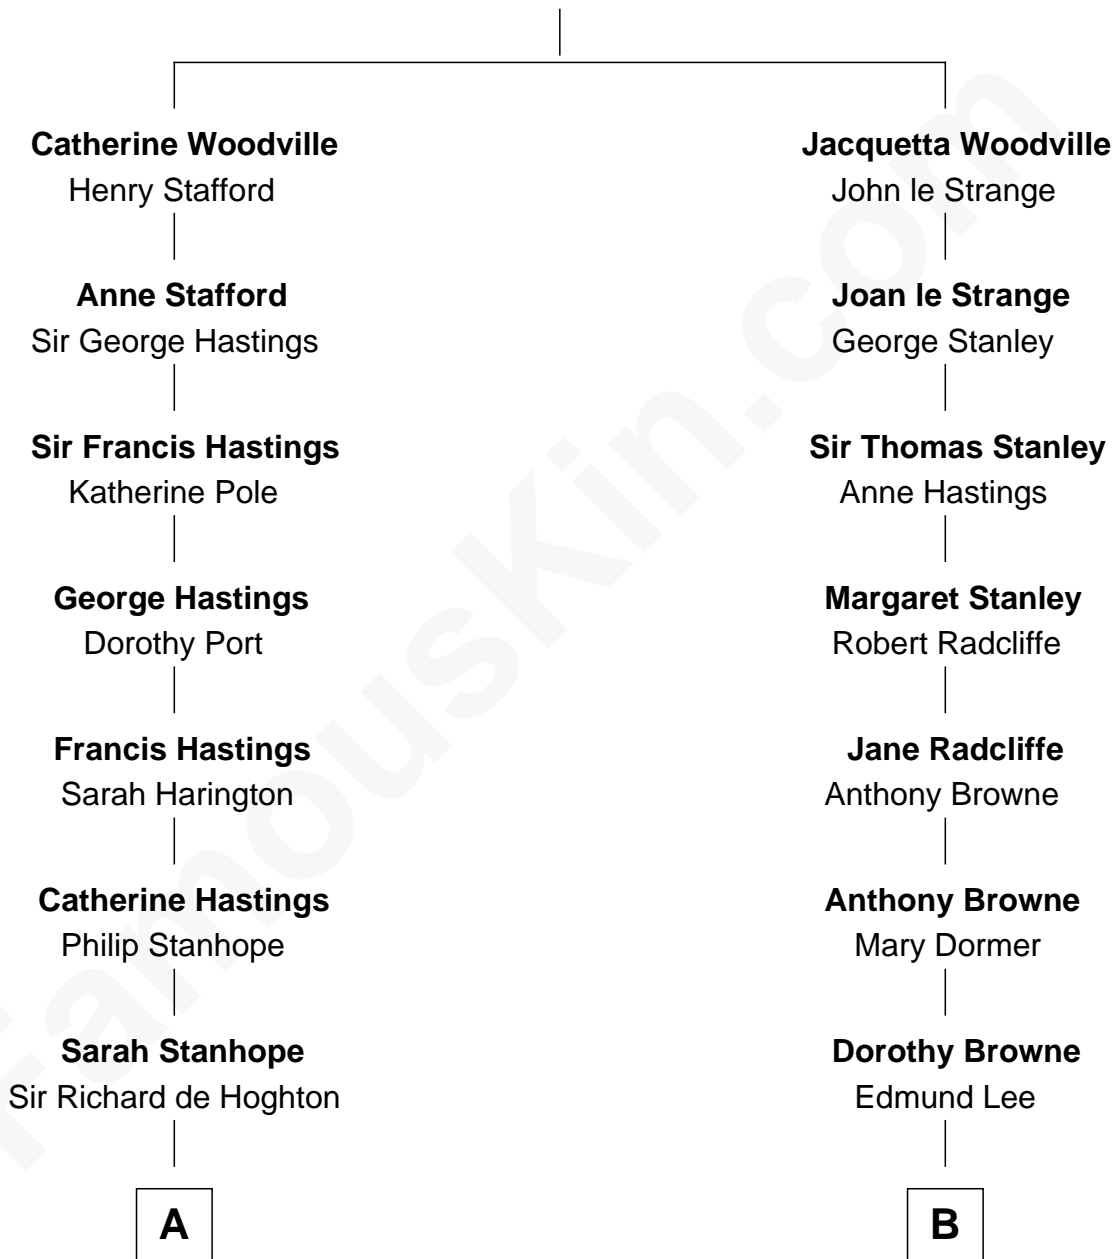 Catherine Woodville
Henry Stafford
Anne Stafford
Sir George Hastings
Sir Francis Hastings
Katherine Pole
George Hastings
Dorothy Port
Francis Hastings
Sarah Harington
Catherine Hastings
Philip Stanhope
Sarah Stanhope
Sir Richard de Hoghton
A
Jacquetta Woodville
John le Strange
Joan le Strange
George Stanley
Sir Thomas Stanley
Anne Hastings
Margaret Stanley
Robert Radcliffe
Jane Radcliffe
Anthony Browne
Anthony Browne
Mary Dormer
Dorothy Browne
Edmund Lee
B
FamousKin.com